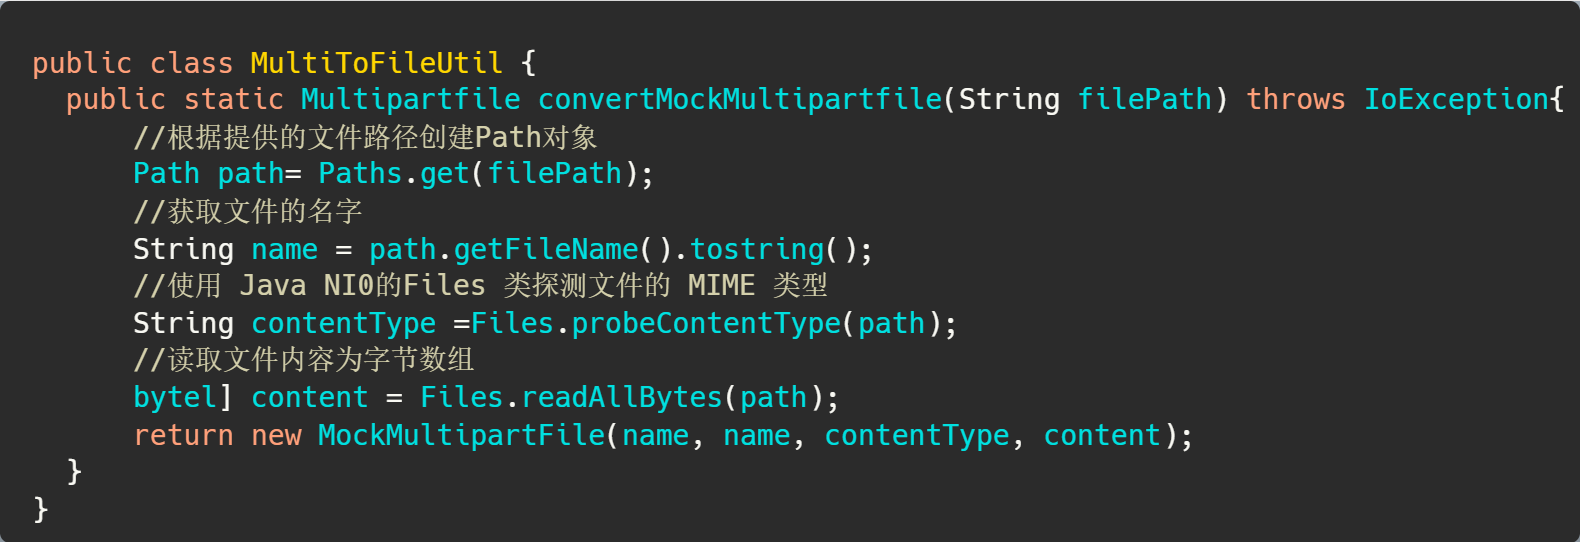 public class MultiToFileUtil {
public static Multipartfile convertMockMultipartfile(String filePath) throws IoException{
//根据提供的文件路径创建Path对象
Path path= Paths.get(filePath);
//获取文件的名字
String name = path.getFileName().tostring();
//使用 Java NI0的Files 类探测文件的 MIME 类型
String contentType =Files.probeContentType(path);
//读取文件内容为字节数组
bytel] content = Files.readAllBytes(path);
return new MockMultipartFile(name, name, contentType, content);
}
}